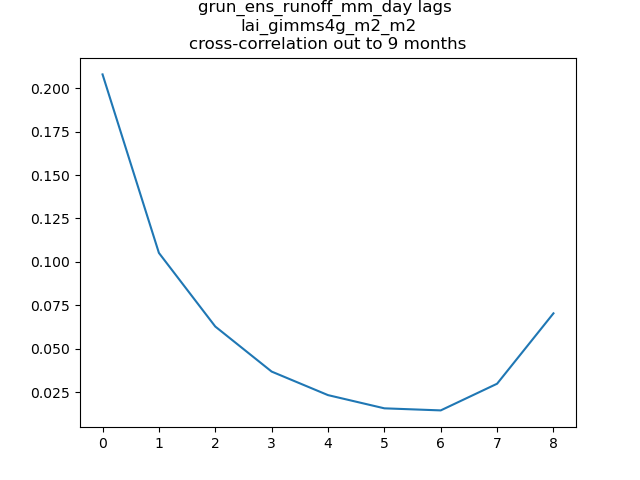 grun_ens_runoff_mm_day lags
lai_gimms4g_m2_m2
cross-correlation out to 9 months
0.200
0.175
0.150
0.125
0.100
0.075
0.050
0.025
0 1 2 3 4 5 6 7 8